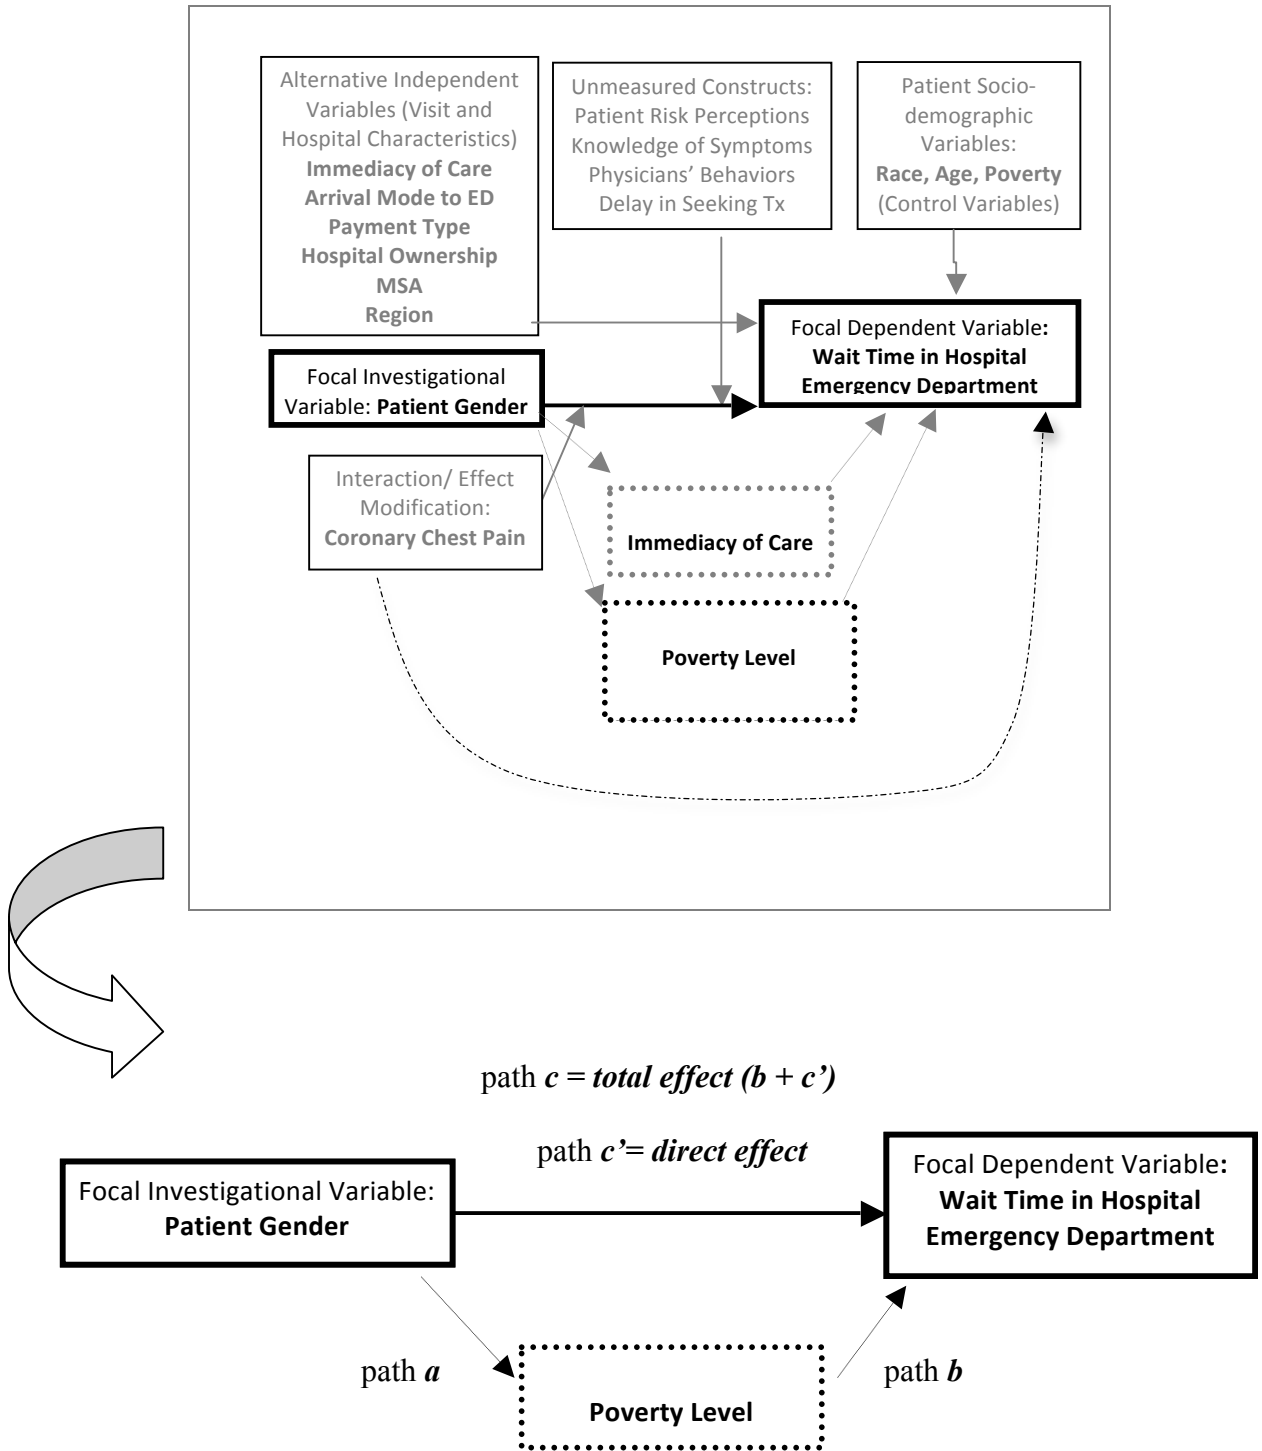 Alternative Independent
Variables (Visit and
Hospital Characteristics)
Immediacy of Care
Arrival Mode to ED
Payment Type
Hospital Ownership
MSA
Region
Unmeasured Constructs:
Patient Risk Perceptions
Knowledge of Symptoms
Physicians’ Behaviors
Delay in Seeking Tx
Patient Socio-
demographic
Variables:
Race, Age, Poverty
(Control Variables)
Focal Dependent Variable:
Wait Time in Hospital
Emergency Department
Focal Investigational
Variable: Patient Gender
Interaction/ Effect
Modification:
Coronary Chest Pain
Immediacy of Care
Poverty Level
path c = total effect (b + c’)
path c’= direct effect
Focal Investigational Variable:
Patient Gender
Focal Dependent Variable:
Wait Time in Hospital
Emergency Department
path a
path b
Poverty Level